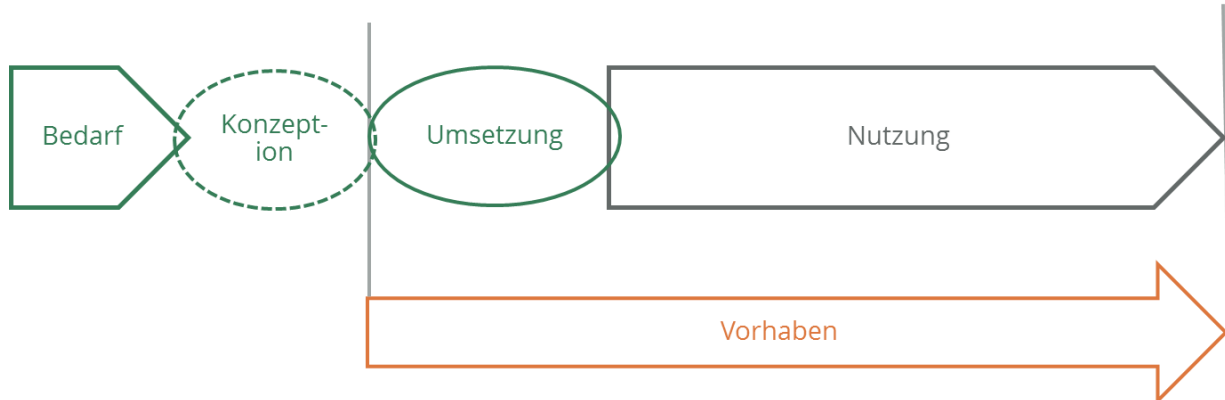 Bedarf
Konzept-
ion
Umsetzung
Nutzung
Vorhaben